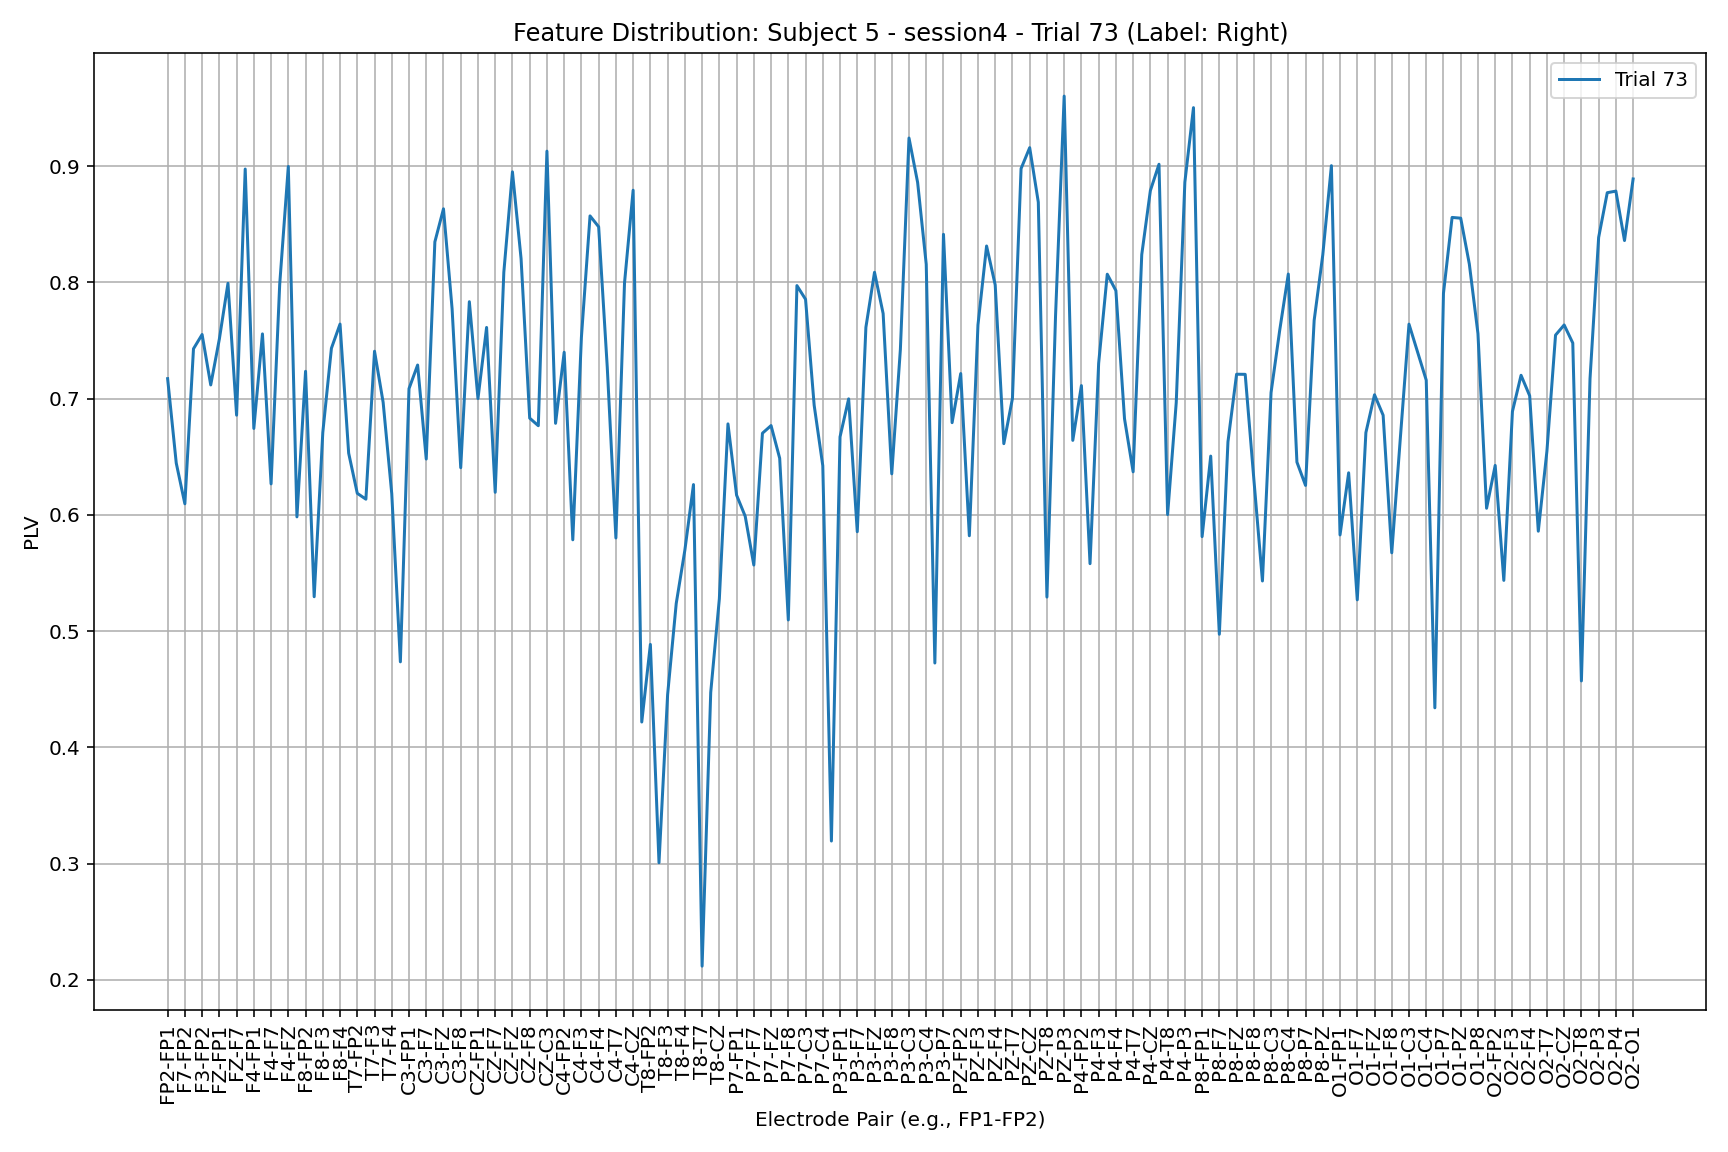 Feature Distribution: Subject 5 - session4 - Trial 73 (Label: Right)
Trial 73
PLV
0.9
0.8
0.7
0.6
0.5
0.4
0.3
0.2
FP2-FP1
F7-FP2
F3-FP2
FZ-FP1
FZ-F7
F4-FP1
F4-F7
F4-FZ
F8-FP2
F8-F3
F8-F4
T7-FP2
T7-F3
T7-F4
C3-FP1
C3-F7
C3-FZ
C3-F8
CZ-FP1
CZ-F7
CZ-FZ
CZ-F8
CZ-C3
C4-FP2
C4-F3
C4-F4
C4-T7
C4-CZ
T8-FP2
T8-F3
T8-F4
T8-T7
T8-CZ
P7-FP1
P7-F7
P7-FZ
P7-F8
P7-C3
P7-C4
P3-FP1
P3-F7
P3-FZ
P3-F8
P3-C3
P3-C4
P3-P7
PZ-FP2
PZ-F3
PZ-F4
PZ-T7
PZ-CZ
PZ-T8
PZ-P3
P4-FP2
P4-F3
P4-F4
P4-T7
P4-CZ
P4-T8
P4-P3
P8-FP1
P8-F7
P8-FZ
P8-F8
P8-C3
P8-C4
P8-P7
P8-PZ
O1-FP1
O1-F7
O1-FZ
O1-F8
O1-C3
O1-C4
O1-P7
O1-PZ
O1-P8
O2-FP2
O2-F3
O2-F4
O2-T7
O2-CZ
O2-T8
O2-P3
O2-P4
O2-O1
Electrode Pair (e.g., FP1-FP2)